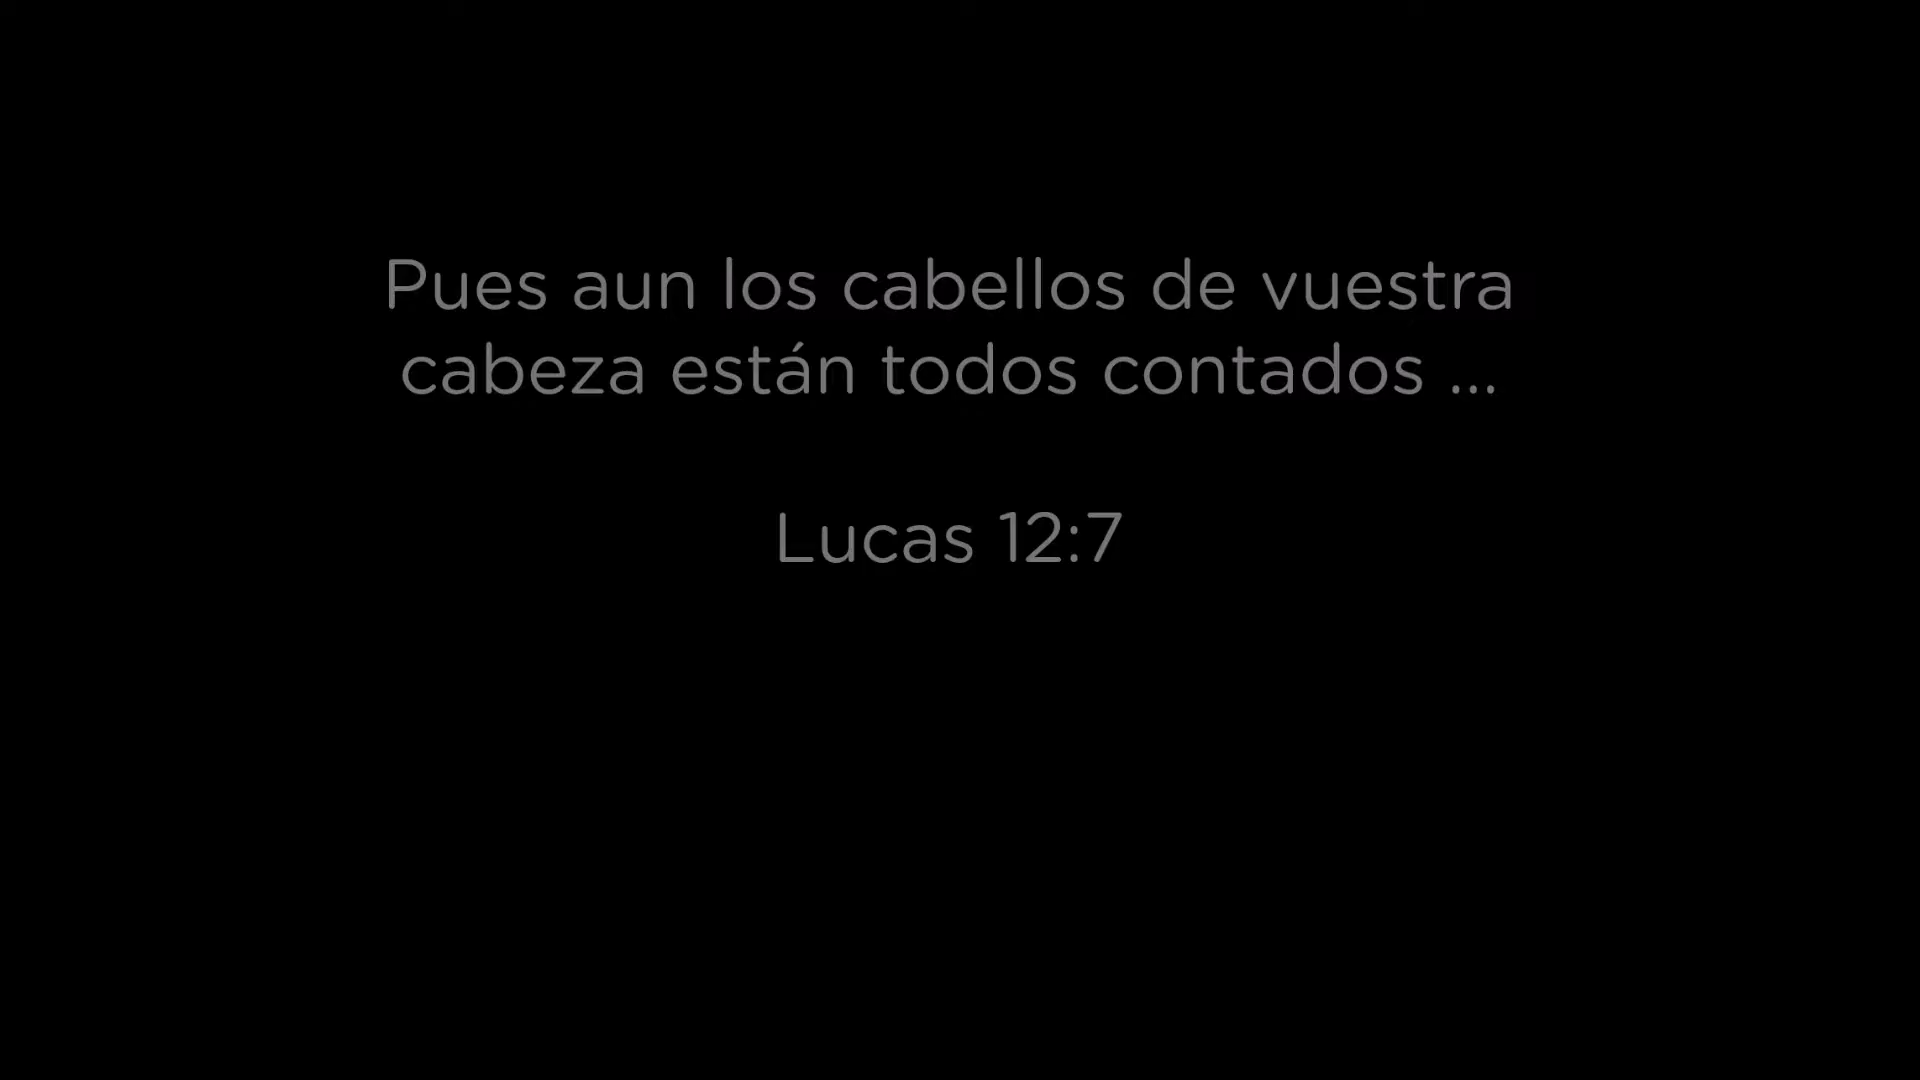 Pues aun los cabellos de vuestra
cabeza están todos contados ...
Lucas 12:7